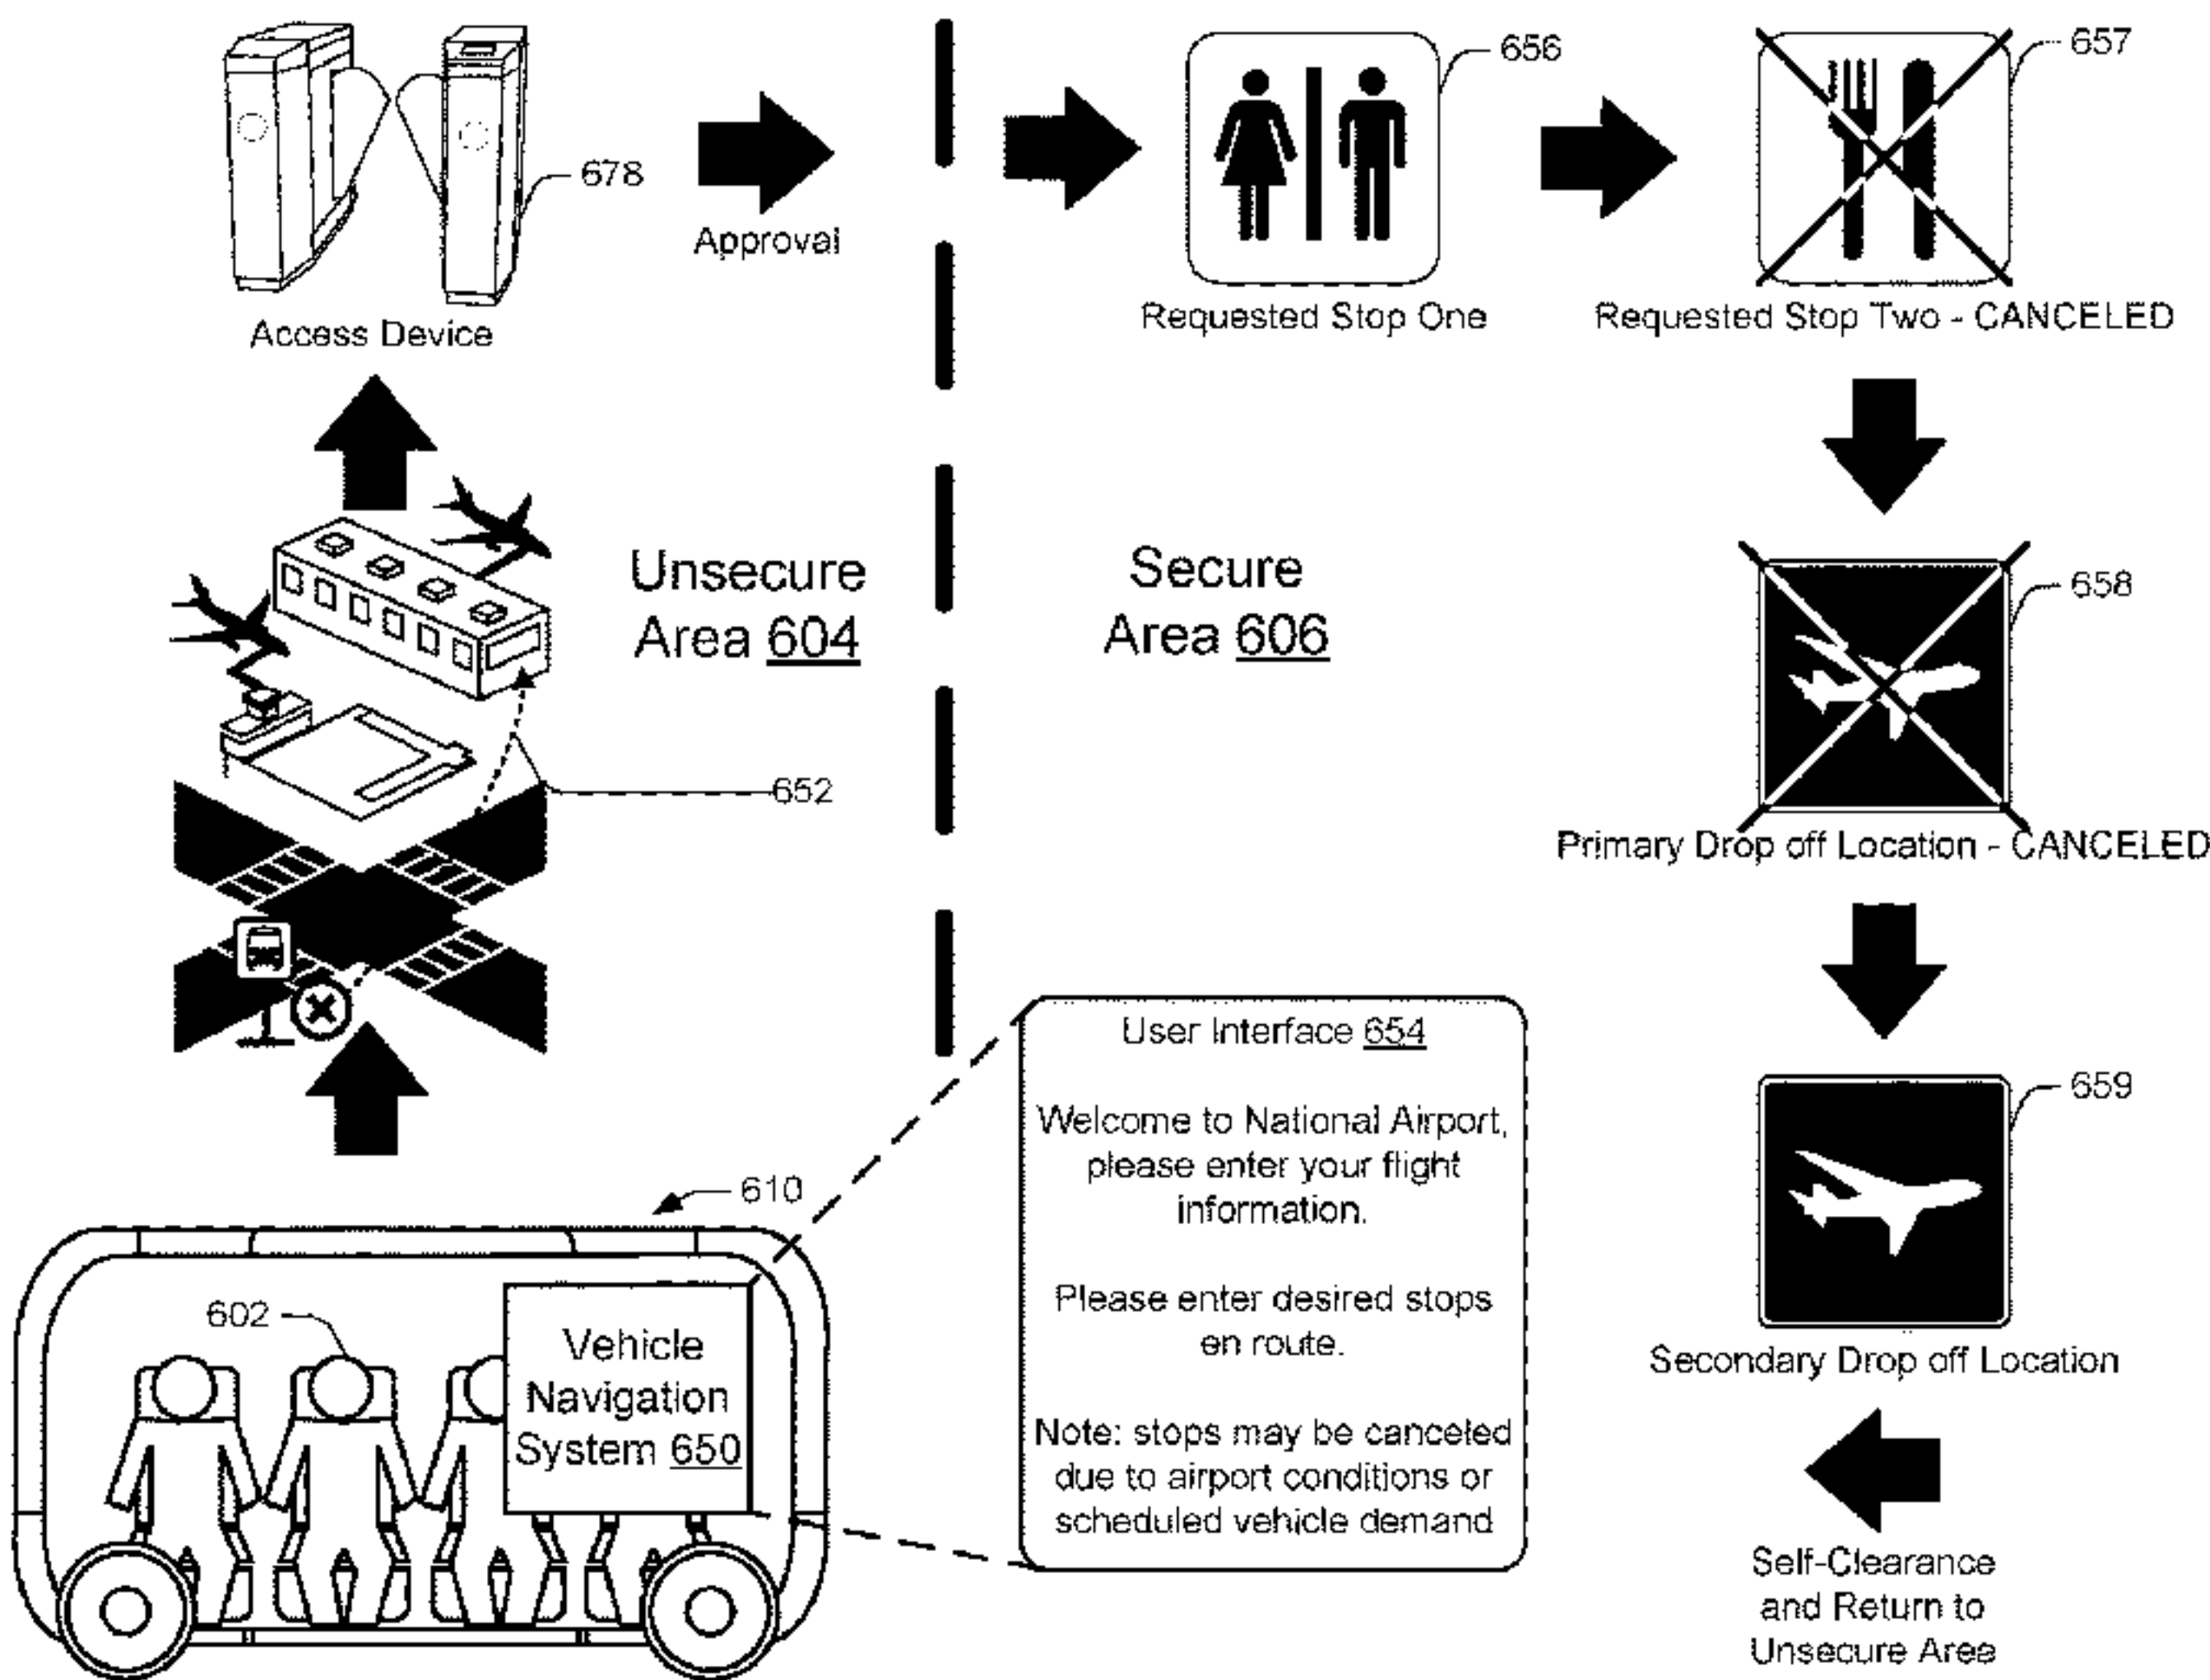 678
Approval
Access Device
656
Requested Stop One
657
Requested Stop Two - CANCELED
Unsecure
Area 604
Secure
Area 606
658
Primary Drop off Location - CANCELED
652
659
Secondary Drop off Location
Self-Clearance
and Return to
Unsecure Area
610
602
Vehicle
Navigation
System 650
User Interface 654
Welcome to National Airport,
please enter your flight
information.
Please enter desired stops
en route.
Note: stops may be canceled
due to airport conditions or
scheduled vehicle demand